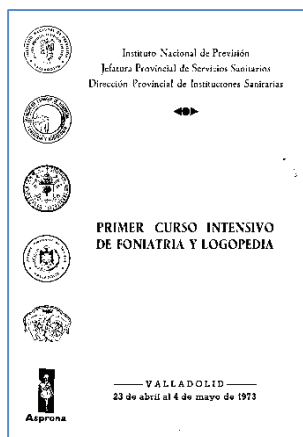 Instituto Nacional de Previsión
Jefatura Provincial de Servicios Sanitarios
Dirección Provincial de Instituciones Sanitarias
PRIMER CURSO INTENSIVO
DE FONIATRIA Y LOGOPEDIA
VALLADOLID
23 de abril al 4 de mayo de 1973
Asprona